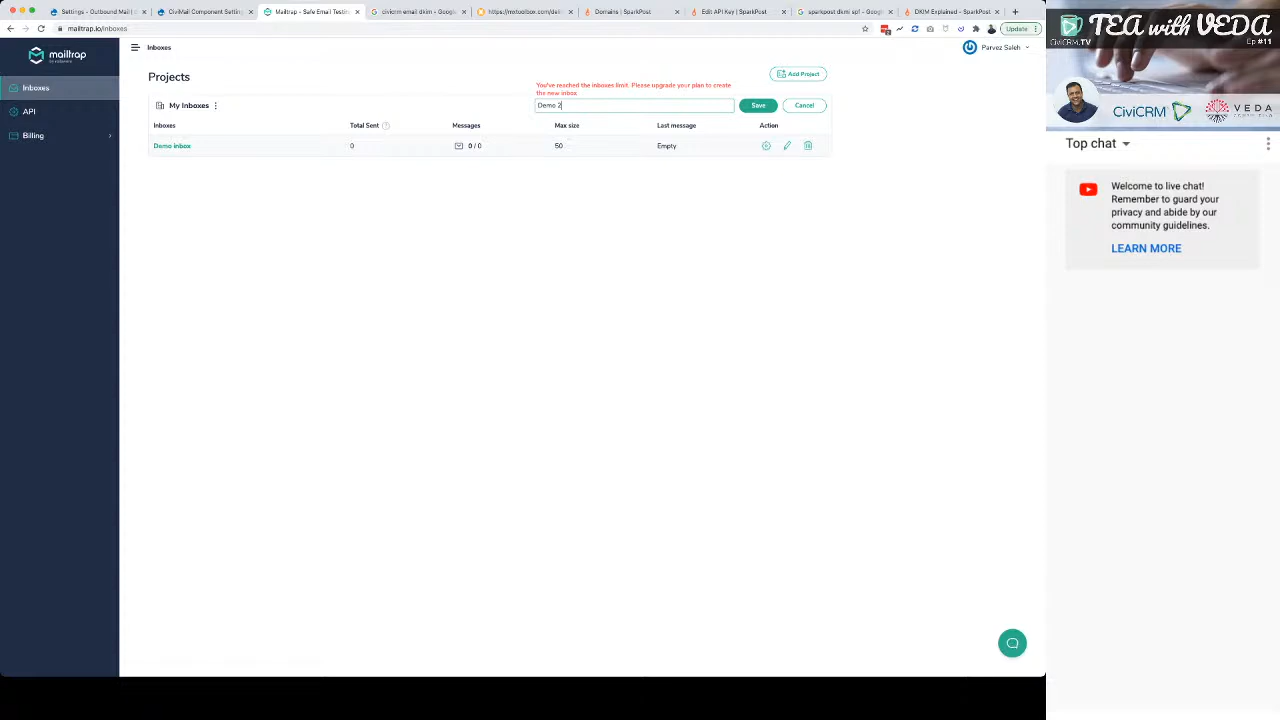 Settings - Outbound Mail |
CiviMail Component Setting
Mailtrap - Safe Email Testin
civicrm email dkim - Google
https://mxtoolbox.com/deli
Domains | SparkPost
Edit API Key | SparkPost
sparkpost dkmi spf - Google
DKIM Explained - SparkPost
mailtrap.io/inboxes
Update
mailtrap
Inboxes
API
Billing
Inboxes
Parvez Saleh
Projects
Add Project
You've reached the inboxes limit. Please upgrade your plan to create
the new inbox
My Inboxes
Demo 2
Save
Cancel
Inboxes
Total Sent
Messages
Max size
Last message
Action
Demo inbox
0
0 / 0
50
Empty
TEA with VEDA
CiviCRM.TV
Ep #11
CiviCRM
VEDA
Top chat
Welcome to live chat!
Remember to guard your
privacy and abide by our
community guidelines.
LEARN MORE